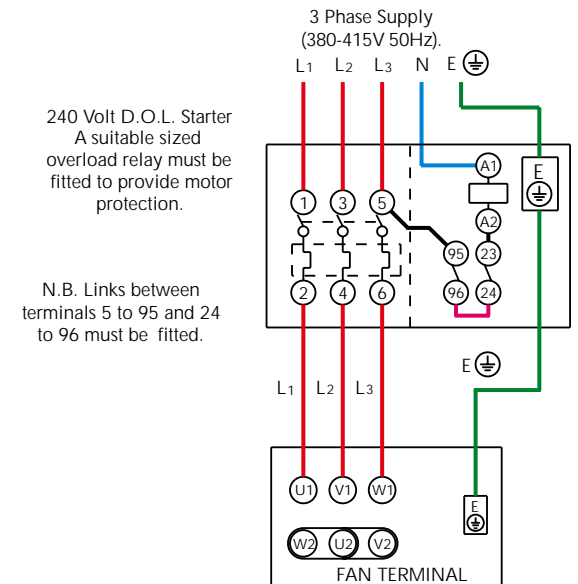 3 Phase Supply
(380-415V 50Hz).
L1 L2 L3 N E
240 Volt D.O.L. Starter
A suitable sized
overload relay must be
fitted to provide motor
protection.
A1
E
1 3 5
A2
95 23
N.B. Links between
terminals 5 to 95 and 24
to 96 must be fitted.
2 4 6 96 24
E
L1 L2 L3
U1 V1 W1
E
W2 U2 V2
FAN TERMINAL